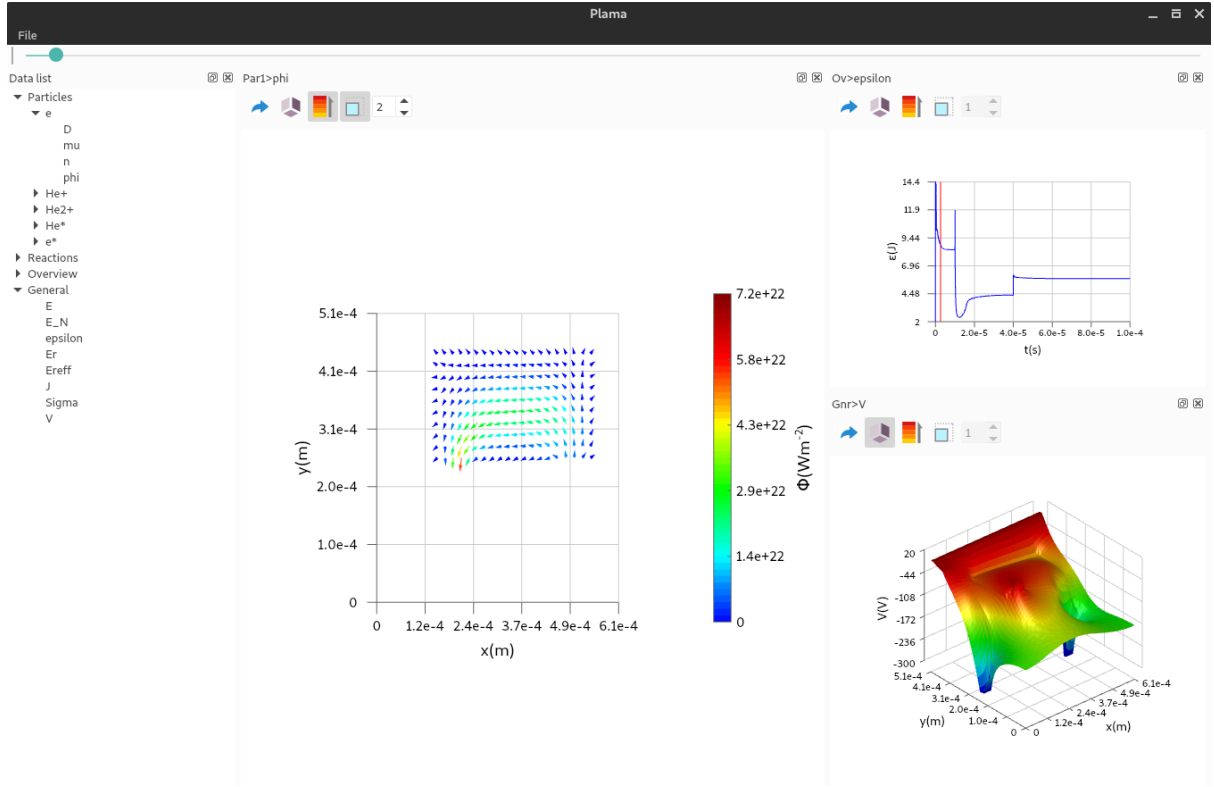 Plama
File
Data list
Particles
e
D
mu
n
phi
He+
He2+
He*
e*
Reactions
Overview
General
E
E_N
epsilon
Er
Ereff
J
Sigma
V
Par1>phi
2
5.1e-4
4.1e-4
3.1e-4
2.0e-4
1.0e-4
0
y(m)
0 1.2e-4 2.4e-4 3.7e-4 4.9e-4 6.1e-4
x(m)
7.2e+22
5.8e+22
4.3e+22
2.9e+22
1.4e+22
0
Φ(Wm⁻²)
Ov>epsilon
1
14.4
11.9
9.44
6.96
4.48
2
ε(J)
0 2.0e-5 4.0e-5 6.0e-5 8.0e-5 1.0e-4
t(s)
Gnr>V
1
20
-44
-108
-172
-236
-300
V(V)
5.1e-4
4.1e-4
3.1e-4
2.0e-4
1.0e-4
0
y(m)
0
1.2e-4
2.4e-4
3.7e-4
4.9e-4
6.1e-4
x(m)